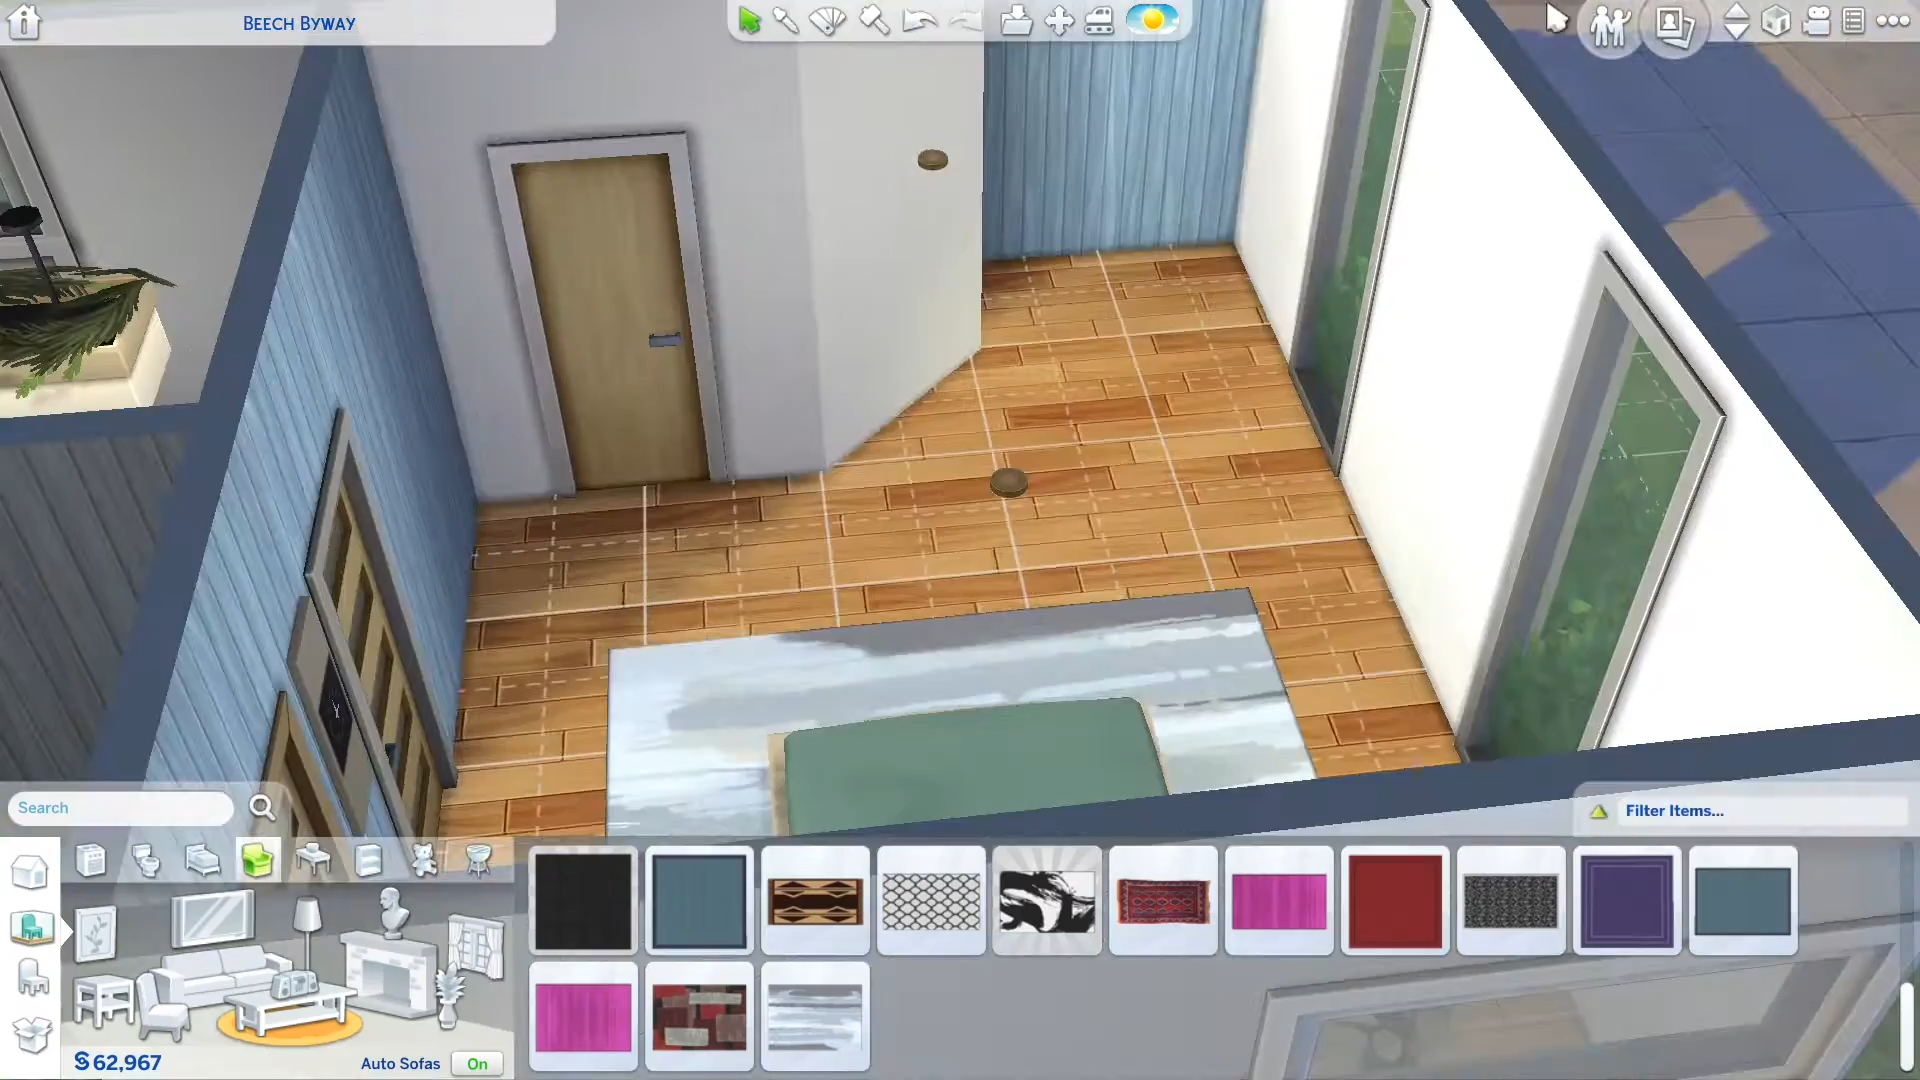 BEECH BYWAY
Search
Filter Items...
§62,967
Auto Sofas
On